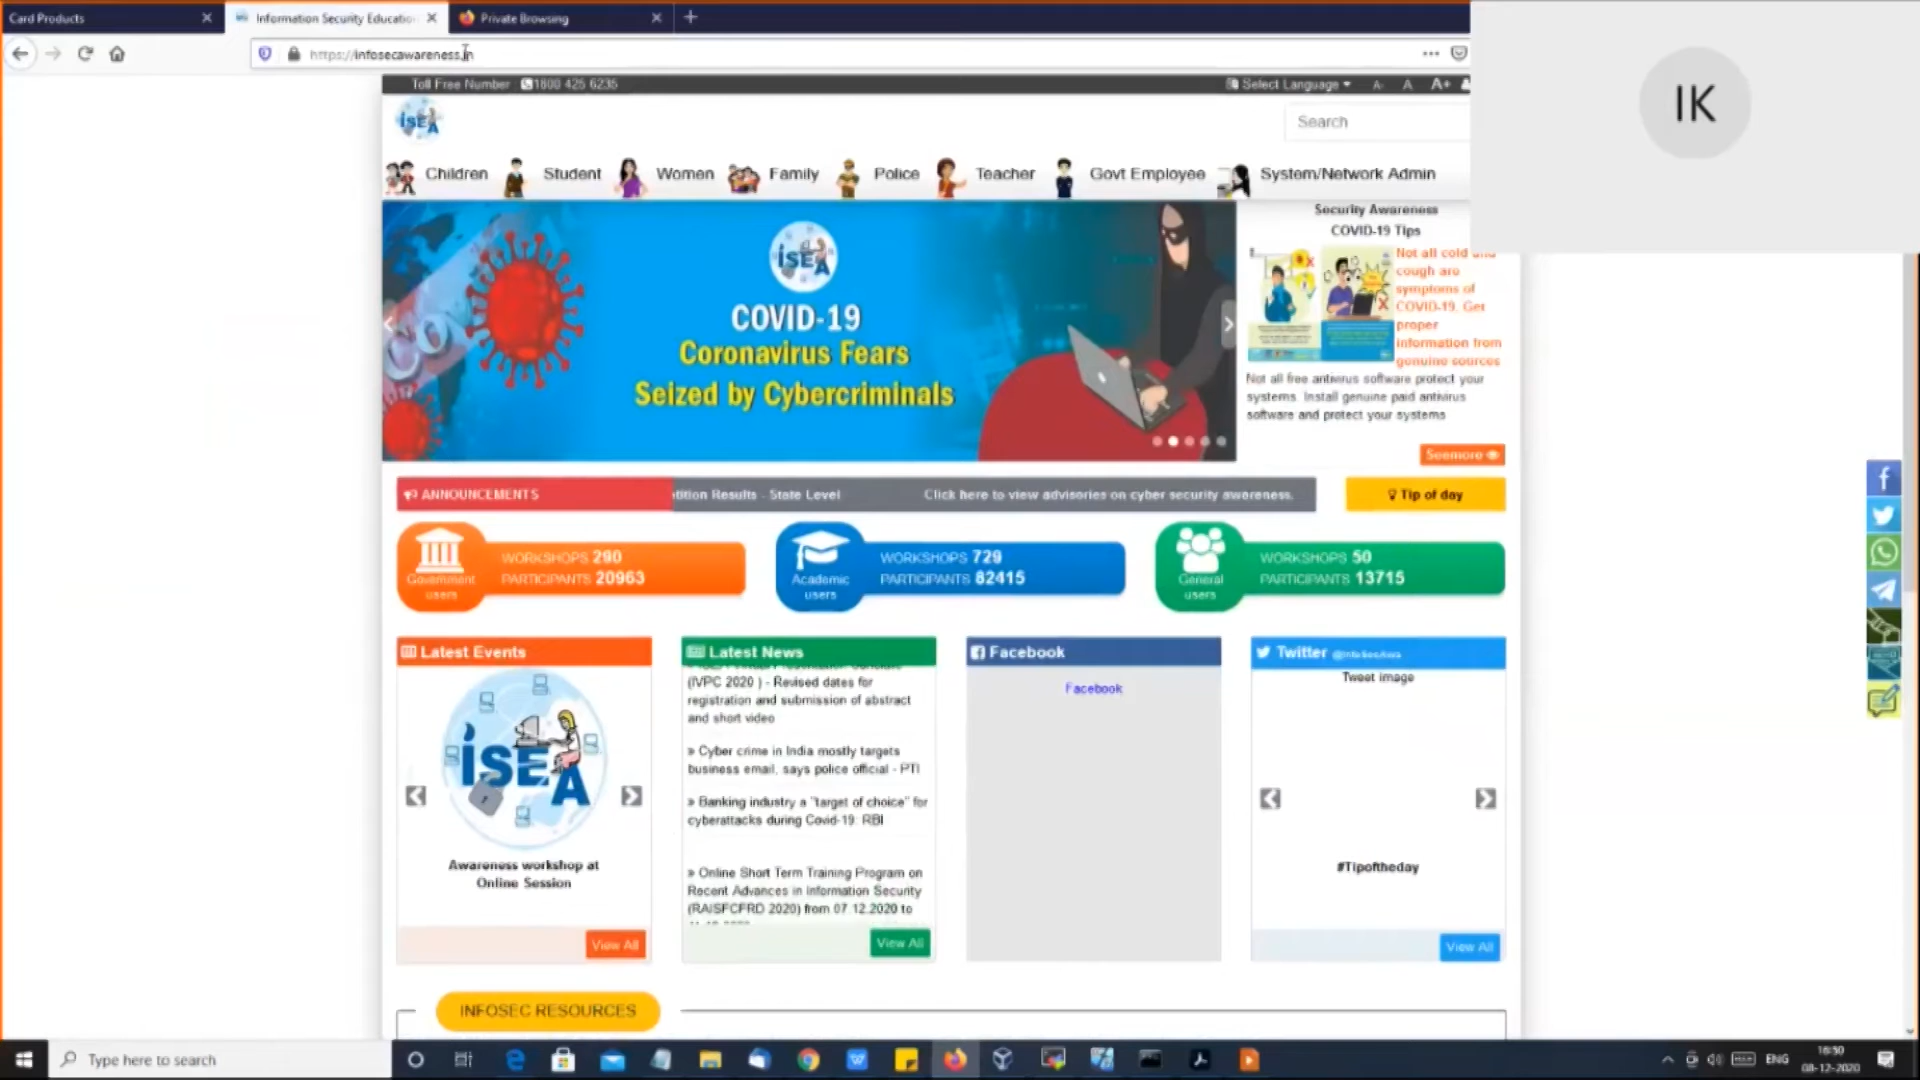 Card Products
Information Security Educatio
Private Browsing
https://infosecawareness.in
Toll Free Number : 1800 425 6235
Select Language
A-
A
A+
IK
ISEA
Search
Children
Student
Women
Family
Police
Teacher
Govt Employee
System/Network Admin
ISEA
COVID-19
Coronavirus Fears
Seized by Cybercriminals
Security Awareness
COVID-19 Tips
Not all cold and
cough are
symptoms of
COVID-19. Get
proper
information from
genuine sources
Not all free antivirus software protect your
systems. Install genuine paid antivirus
software and protect your systems
Seemore
ANNOUNCEMENTS
tition Results - State Level
Click here to view advisories on cyber security awareness.
Tip of day
Government
users
WORKSHOPS 290
PARTICIPANTS 20963
Academic
users
WORKSHOPS 729
PARTICIPANTS 82415
General
users
WORKSHOPS 50
PARTICIPANTS 13715
Latest Events
ISEA
Awareness workshop at
Online Session
View All
Latest News
(IVPC 2020 ) - Revised dates for
registration and submission of abstract
and short video
» Cyber crime in India mostly targets
business email, says police official - PTI
» Banking industry a "target of choice" for
cyberattacks during Covid-19: RBI
» Online Short Term Training Program on
Recent Advances in Information Security
(RAISFCFRD 2020) from 07.12.2020 to
View All
Facebook
Facebook
Twitter
Tweet image
#Tipoftheday
View All
INFOSEC RESOURCES
Type here to search
ENG
16:50
08-12-2020